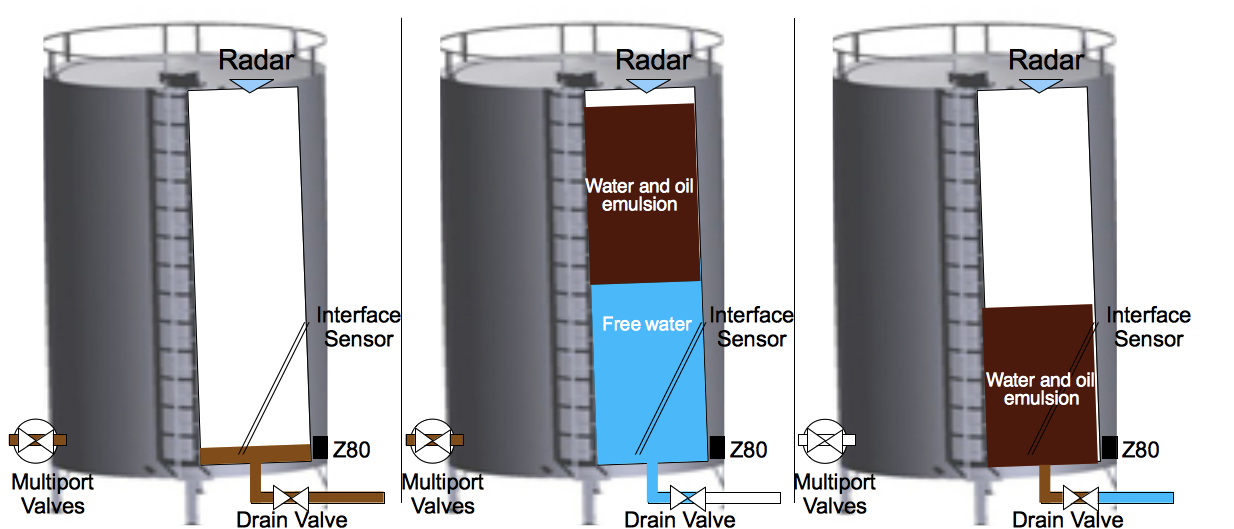 Radar
Interface
Sensor
Z80
Multiport
Valves
Drain Valve
Radar
Water and oil
emulsion
Free water
Interface
Sensor
Z80
Multiport
Valves
Drain Valve
Radar
Interface
Sensor
Water and oil
emulsion
Z80
Multiport
Valves
Drain Valve